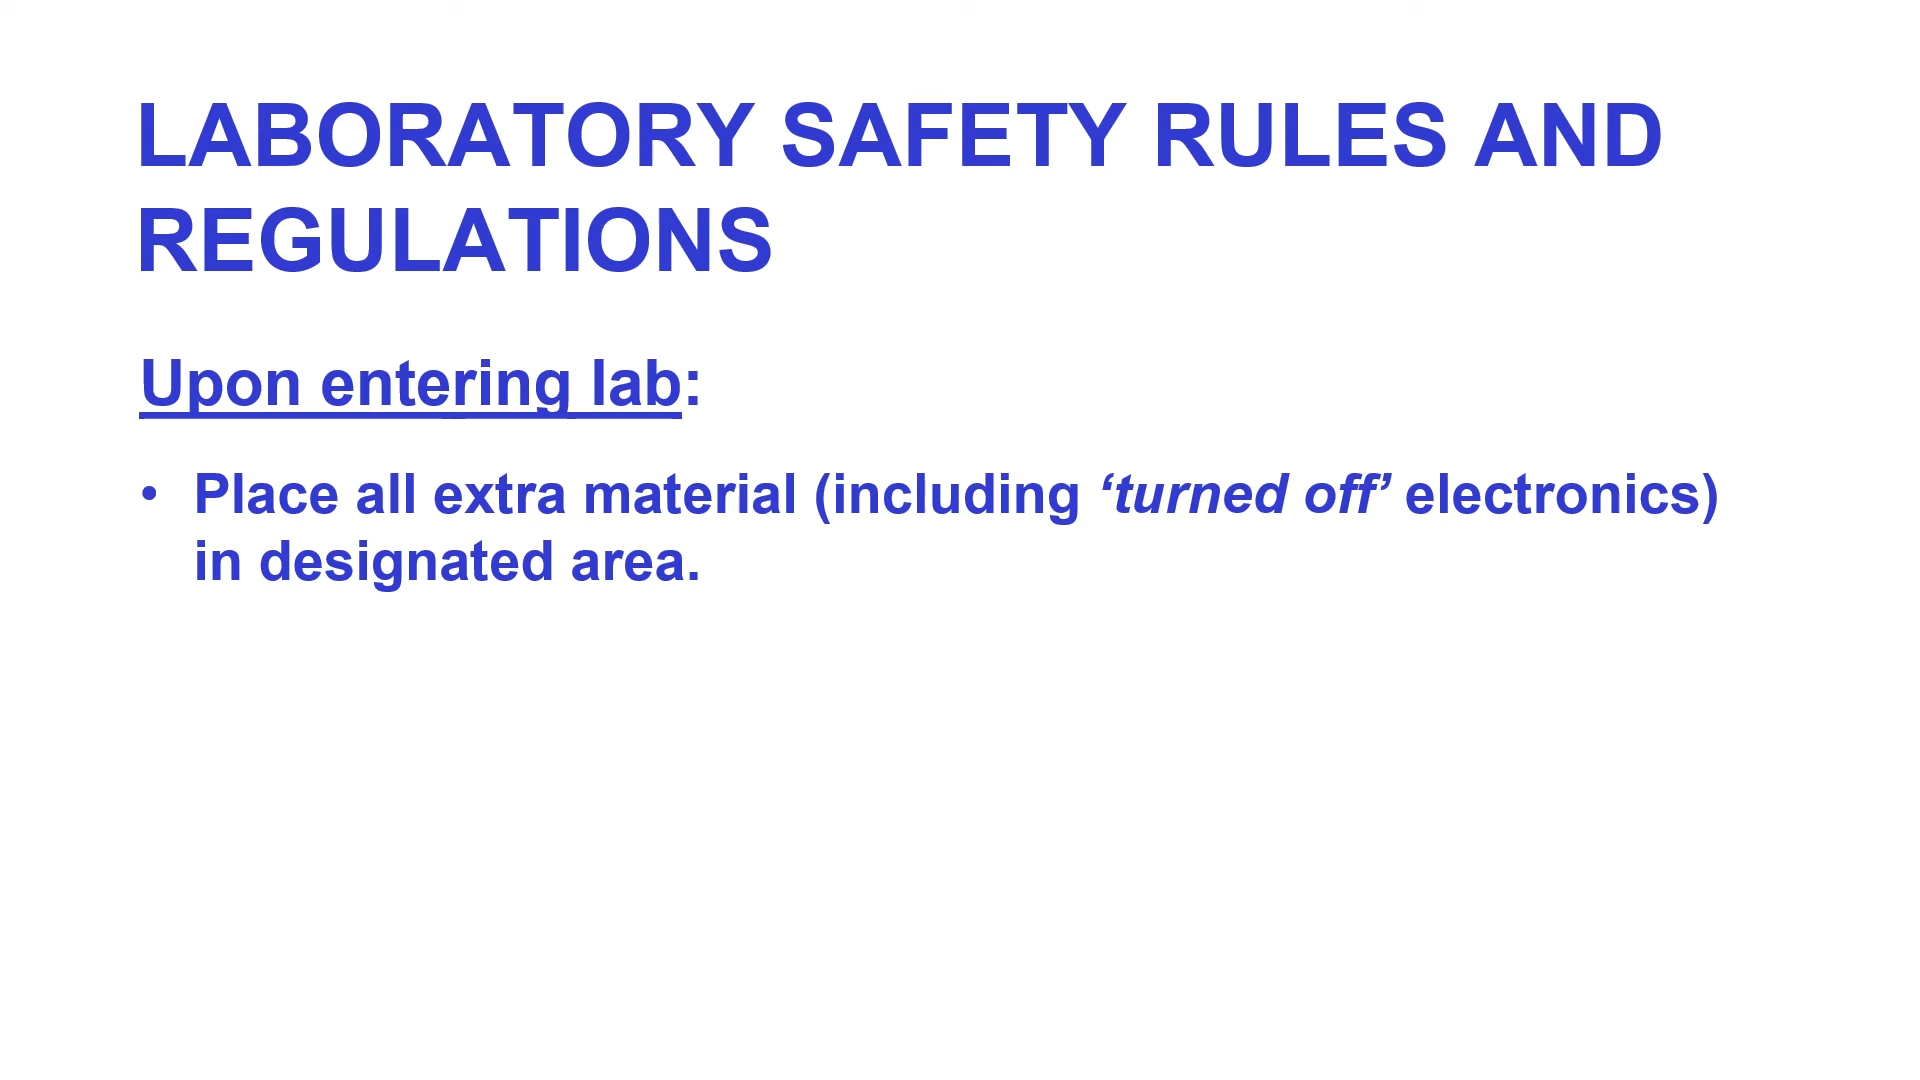 LABORATORY SAFETY RULES AND
REGULATIONS
Upon entering lab:
• Place all extra material (including ‘turned off’ electronics)
in designated area.